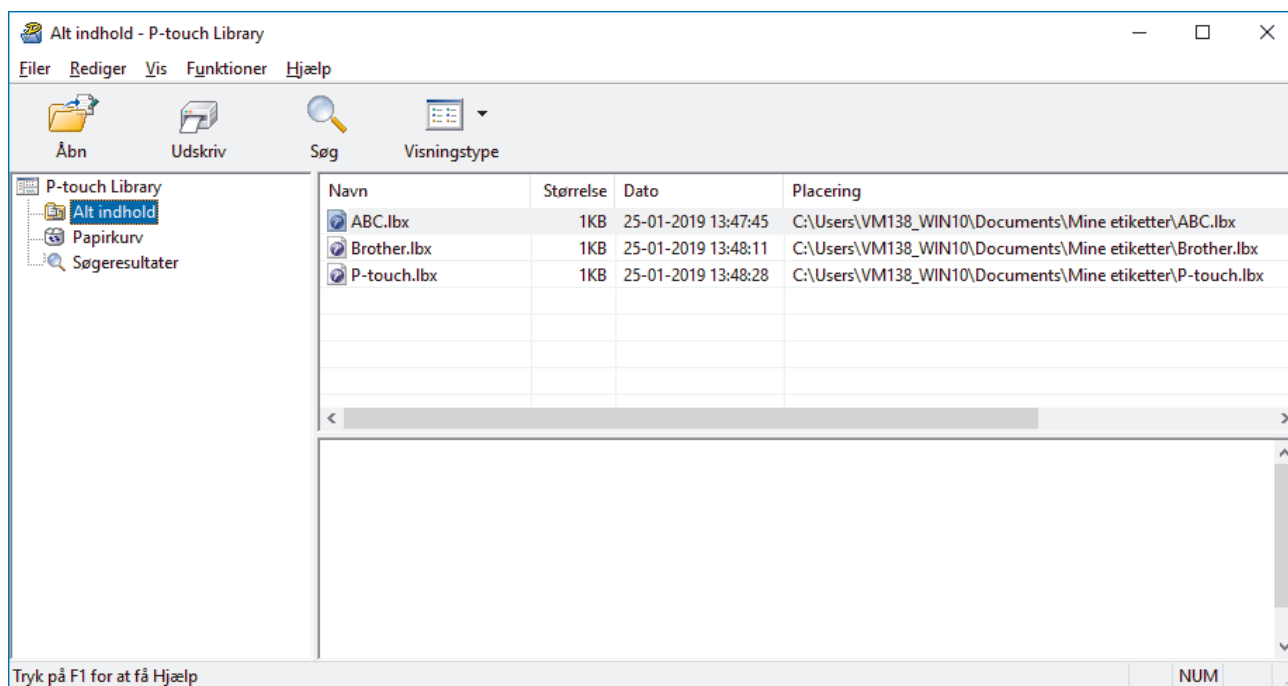 Alt indhold - P-touch Library
Filer Rediger Vis Funktioner Hjælp
Åbn Udskriv Søg Visningstype
P-touch Library
Alt indhold
Papirkurv
Søgeresultater
Navn Størrelse Dato Placering
ABC.lbx 1KB 25-01-2019 13:47:45 C:\Users\VM138_WIN10\Documents\Mine etiketter\ABC.lbx
Brother.lbx 1KB 25-01-2019 13:48:11 C:\Users\VM138_WIN10\Documents\Mine etiketter\Brother.lbx
P-touch.lbx 1KB 25-01-2019 13:48:28 C:\Users\VM138_WIN10\Documents\Mine etiketter\P-touch.lbx
Tryk på F1 for at få Hjælp NUM